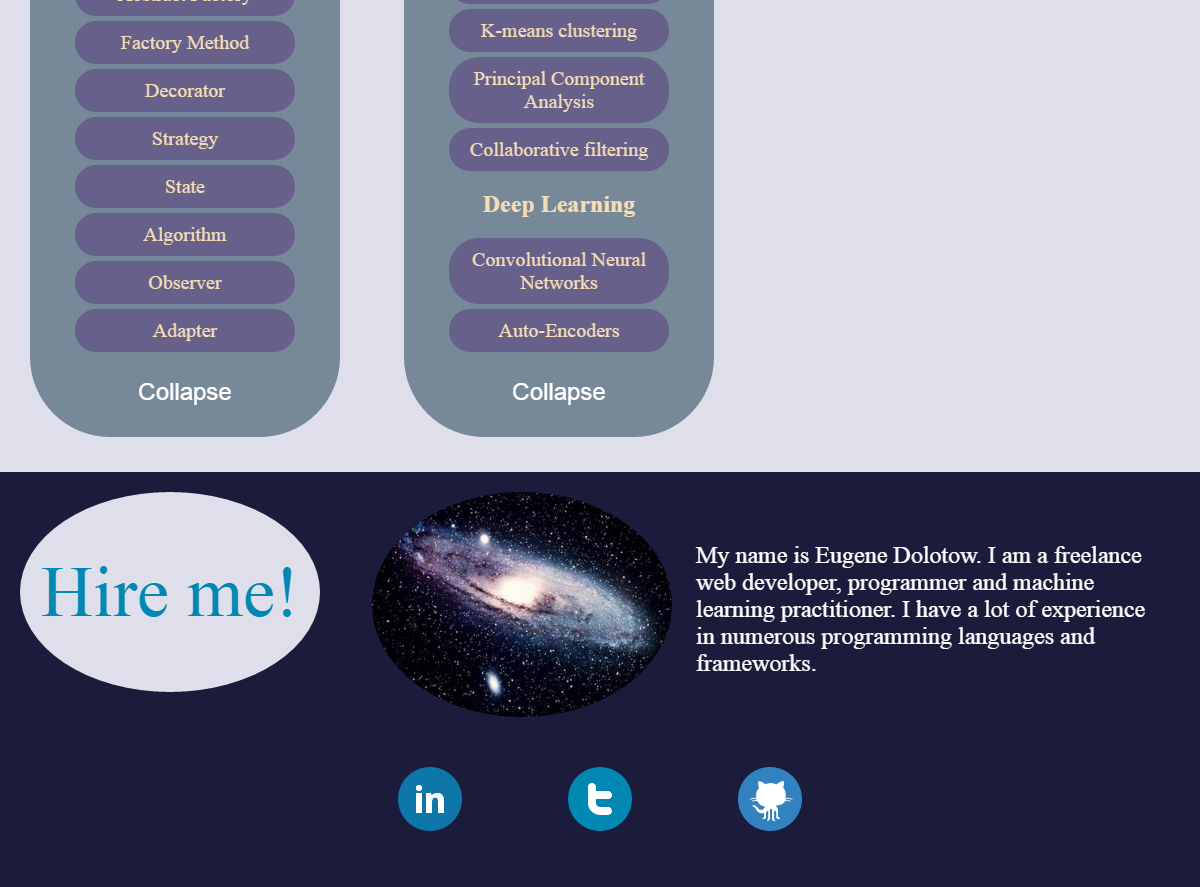 Factory Method
Decorator
Strategy
State
Algorithm
Observer
Adapter
Collapse
K-means clustering
Principal Component
Analysis
Collaborative filtering
Deep Learning
Convolutional Neural
Networks
Auto-Encoders
Collapse
Hire me!
My name is Eugene Dolotow. I am a freelance
web developer, programmer and machine
learning practitioner. I have a lot of experience
in numerous programming languages and
frameworks.
in
t